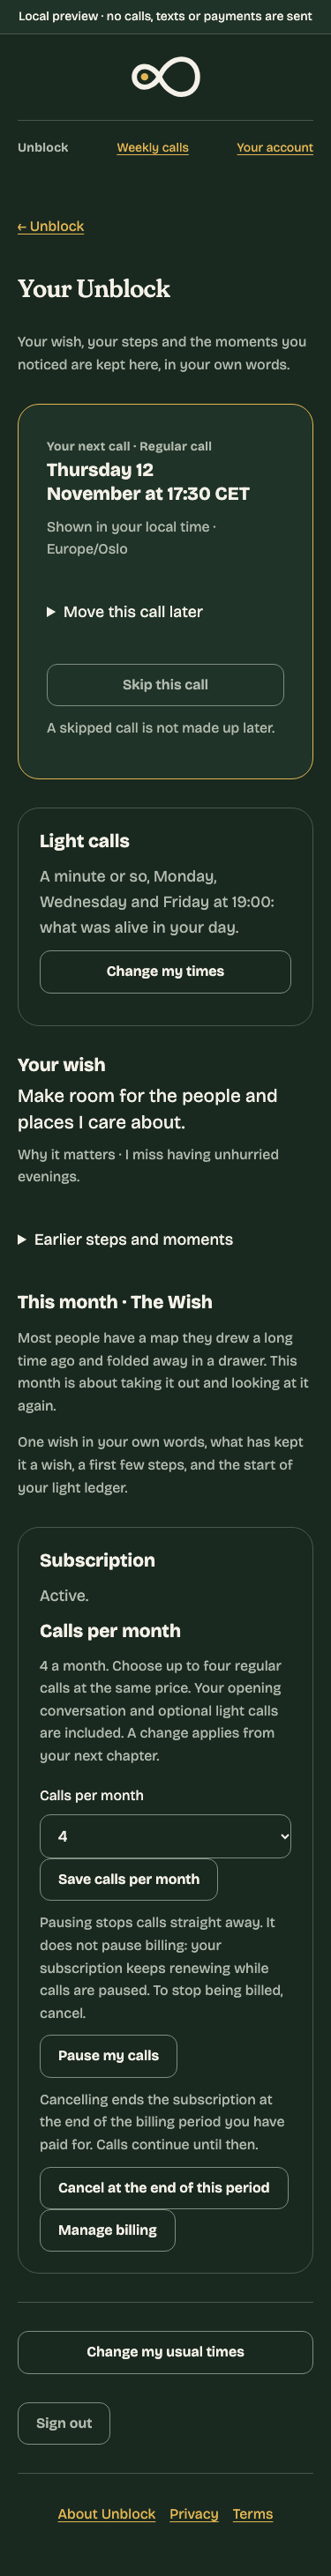 Local preview · no calls, texts or payments are sent
Unblock
Weekly calls
Your account
← Unblock
Your Unblock
Your wish, your steps and the moments you
noticed are kept here, in your own words.
Your next call · Regular call
Thursday 12
November at 17:30 CET
Shown in your local time ·
Europe/Oslo
Move this call later
Skip this call
A skipped call is not made up later.
Light calls
A minute or so, Monday,
Wednesday and Friday at 19:00:
what was alive in your day.
Change my times
Your wish
Make room for the people and
places I care about.
Why it matters · I miss having unhurried
evenings.
Earlier steps and moments
This month · The Wish
Most people have a map they drew a long
time ago and folded away in a drawer. This
month is about taking it out and looking at it
again.
One wish in your own words, what has kept
it a wish, a first few steps, and the start of
your light ledger.
Subscription
Active.
Calls per month
4 a month. Choose up to four regular
calls at the same price. Your opening
conversation and optional light calls
are included. A change applies from
your next chapter.
Calls per month
4
Save calls per month
Pausing stops calls straight away. It
does not pause billing: your
subscription keeps renewing while
calls are paused. To stop being billed,
cancel.
Pause my calls
Cancelling ends the subscription at
the end of the billing period you have
paid for. Calls continue until then.
Cancel at the end of this period
Manage billing
Change my usual times
Sign out
About Unblock
Privacy
Terms